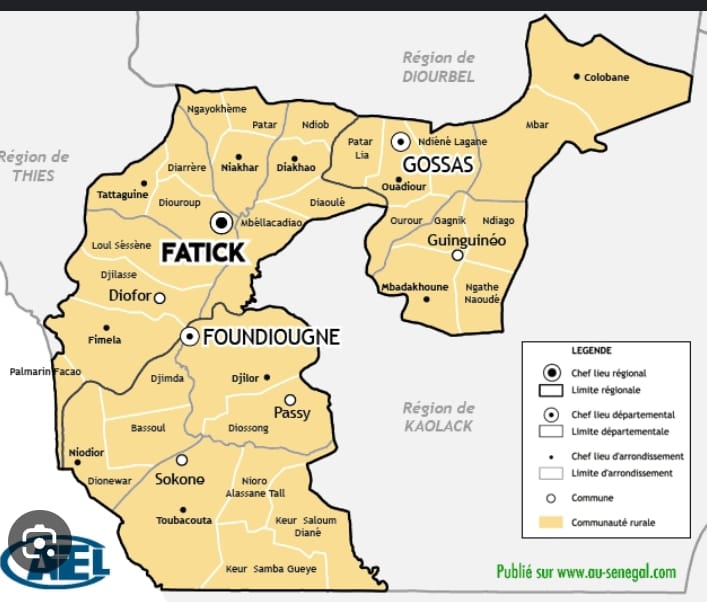 Région de
DIOURBEL
Colobane
Ngayokhème
Patar
Ndiob
Mbar
Patar
Lia
Ndièné Lagane
GOSSAS
Région de
THIES
Diarrère
Niakhar
Diakhao
Ouadiour
Tattaguine
Diouroup
Diaoulè
Mbéllacadiao
Ourour
Gagnik
Ndiago
FATICK
Loul Séssène
Guinguinéo
Djilasse
Diofor
Mbadakhoune
Ngathe
Naoudé
Fimela
FOUNDIOUGNE
Palmarin Facao
Djimda
Djilor
Passy
Région de
KAOLACK
Bassoul
Diossong
Niodior
Dionewar
Sokone
Nioro
Alassane Tall
Toubacouta
Keur Saloum
Diané
Keur Samba Gueye
LEGENDE
Chef lieu régional
Limite régionale
Chef lieu départemental
Limite départementale
Chef lieu d'arrondissement
Limite d'arrondissement
Commune
Communauté rurale
Publié sur www.au-senegal.com